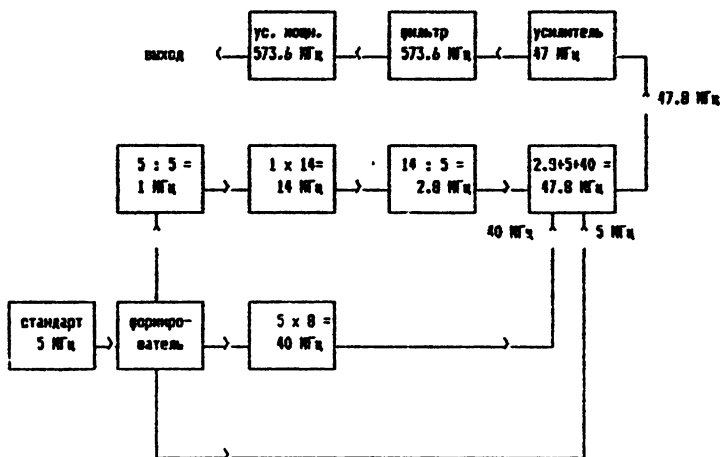 выход
ус. мощн.
573.6 МГц
фильтр
573.6 МГц
усилитель
47 МГц
47.8 МГц
5 : 5 =
1 МГц
1 x 14=
14 МГц
14 : 5 =
2.8 МГц
2.9+5+40 =
47.8 МГц
40 МГц
5 МГц
стандарт
5 МГц
формиро-
ватель
5 x 8 =
40 МГц